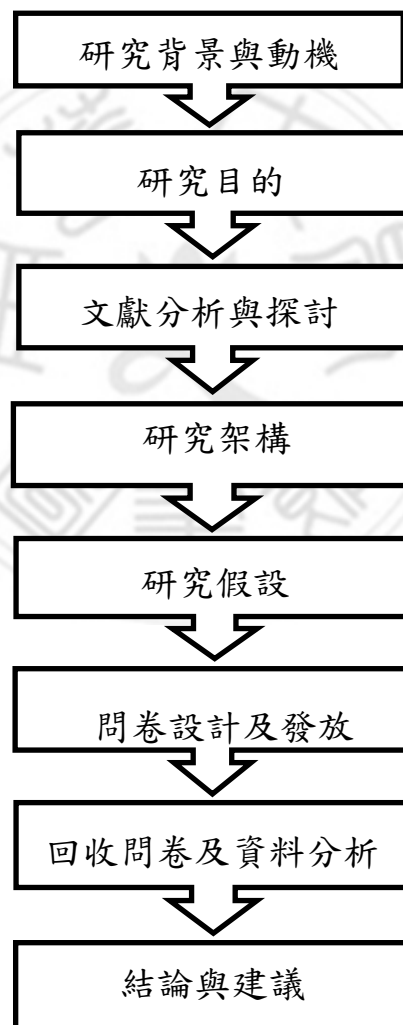 研究背景與動機
研究目的
文獻分析與探討
研究架構
研究假設
問卷設計及發放
回收問卷及資料分析
結論與建議